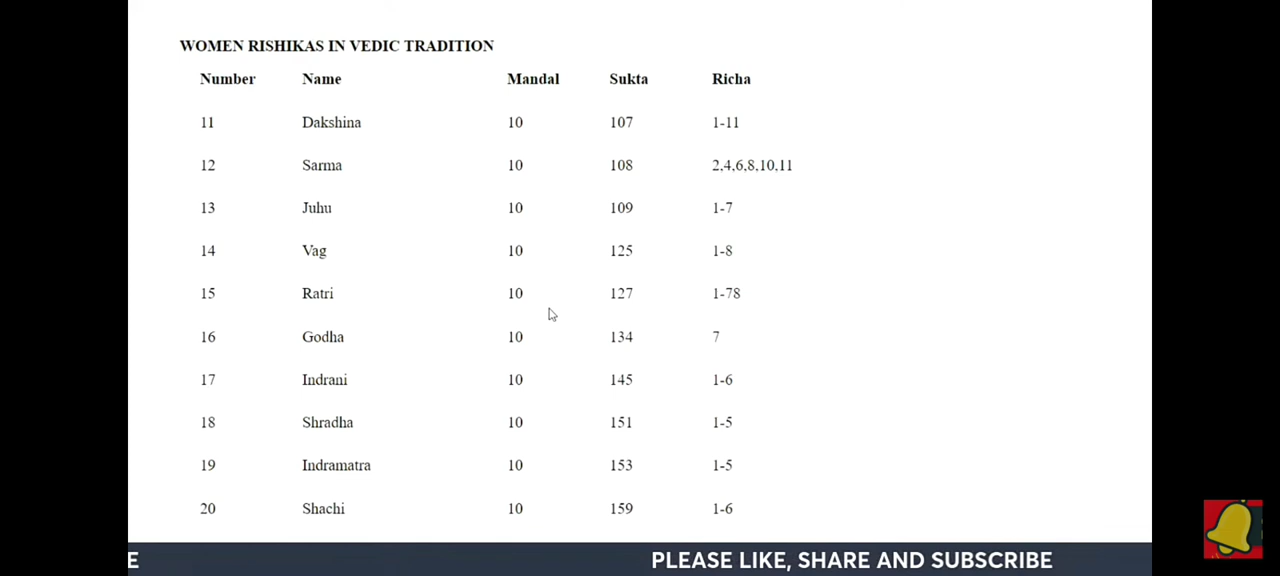 WOMEN RISHIKAS IN VEDIC TRADITION
Number Name Mandal Sukta Richa
11 Dakshina 10 107 1-11
12 Sarma 10 108 2,4,6,8,10,11
13 Juhu 10 109 1-7
14 Vag 10 125 1-8
15 Ratri 10 127 1-78
16 Godha 10 134 7
17 Indrani 10 145 1-6
18 Shradha 10 151 1-5
19 Indramatra 10 153 1-5
20 Shachi 10 159 1-6
E PLEASE LIKE, SHARE AND SUBSCRIBE